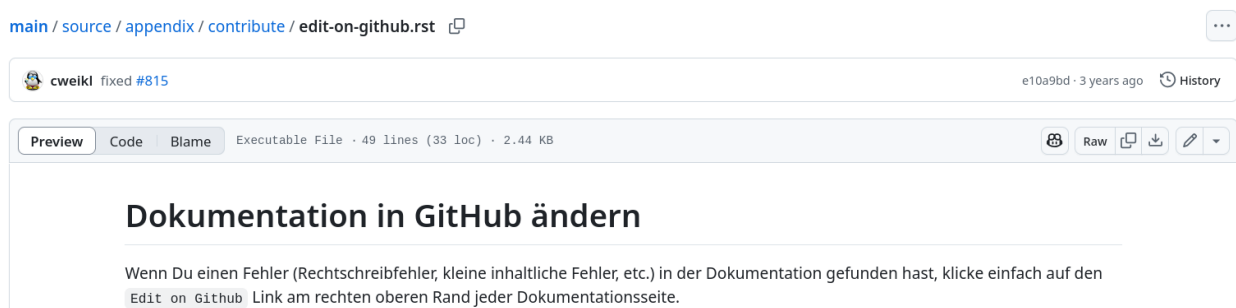 main / source / appendix / contribute / edit-on-github.rst
cweikl fixed #815 e10a9bd · 3 years ago History
Preview Code Blame Executable File · 49 lines (33 loc) · 2.44 KB Raw
Dokumentation in GitHub ändern
Wenn Du einen Fehler (Rechtschreibfehler, kleine inhaltliche Fehler, etc.) in der Dokumentation gefunden hast, klicke einfach auf den
Edit on Github Link am rechten oberen Rand jeder Dokumentationsseite.